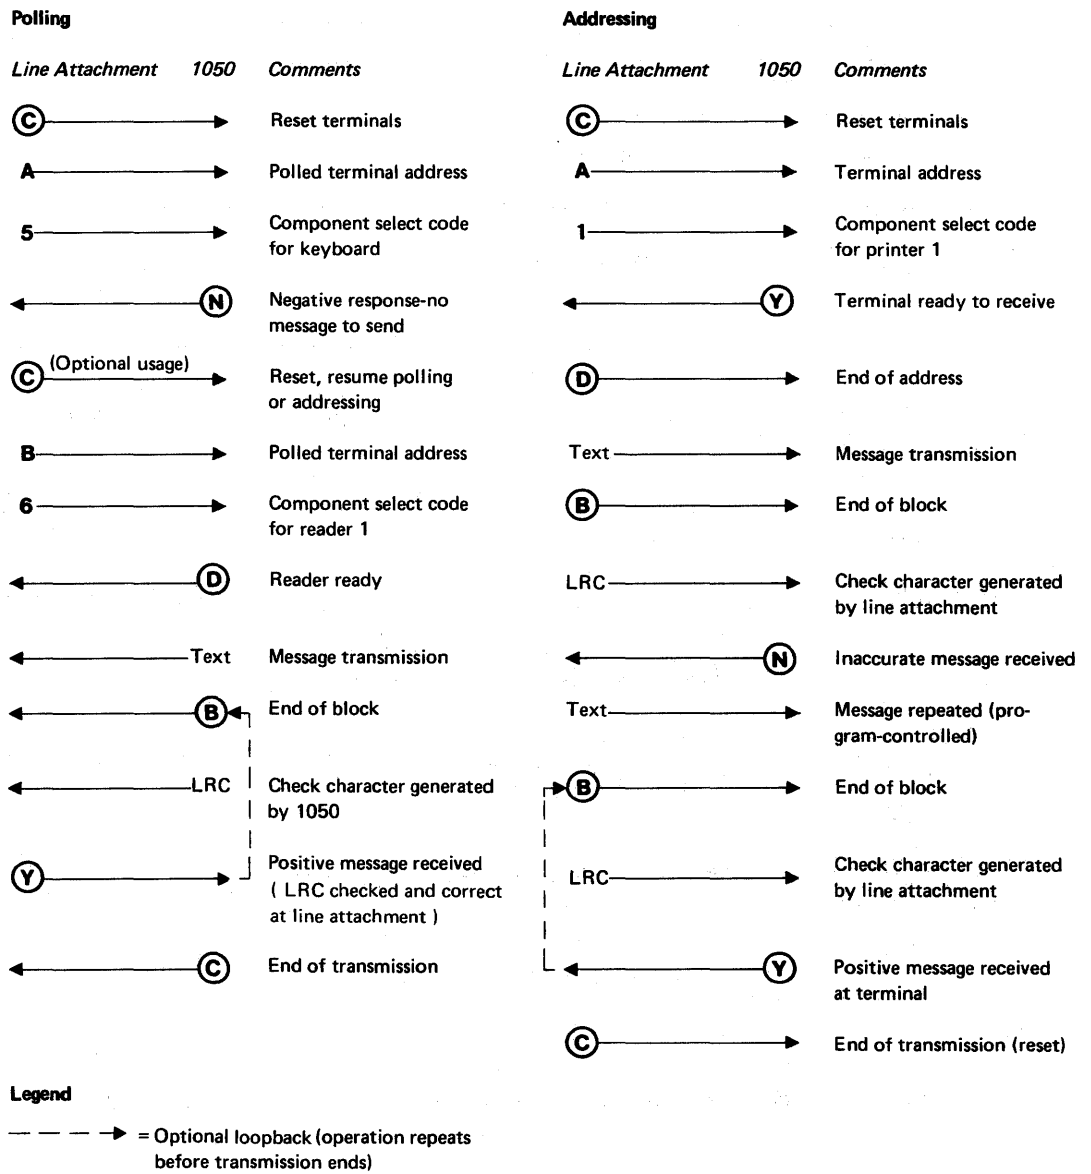 Polling
Line Attachment 1050 Comments
C Reset terminals
A Polled terminal address
5 Component select code
for keyboard
N Negative response-no
message to send
C (Optional usage) Reset, resume polling
or addressing
B Polled terminal address
6 Component select code
for reader 1
D Reader ready
Text Message transmission
B End of block
LRC Check character generated
by 1050
Y Positive message received
( LRC checked and correct
at line attachment )
C End of transmission
Addressing
Line Attachment 1050 Comments
C Reset terminals
A Terminal address
1 Component select code
for printer 1
Y Terminal ready to receive
D End of address
Text Message transmission
B End of block
LRC Check character generated
by line attachment
N Inaccurate message received
Text Message repeated (pro-
gram-controlled)
B End of block
LRC Check character generated
by line attachment
Y Positive message received
at terminal
C End of transmission (reset)
Legend
= Optional loopback (operation repeats
before transmission ends)